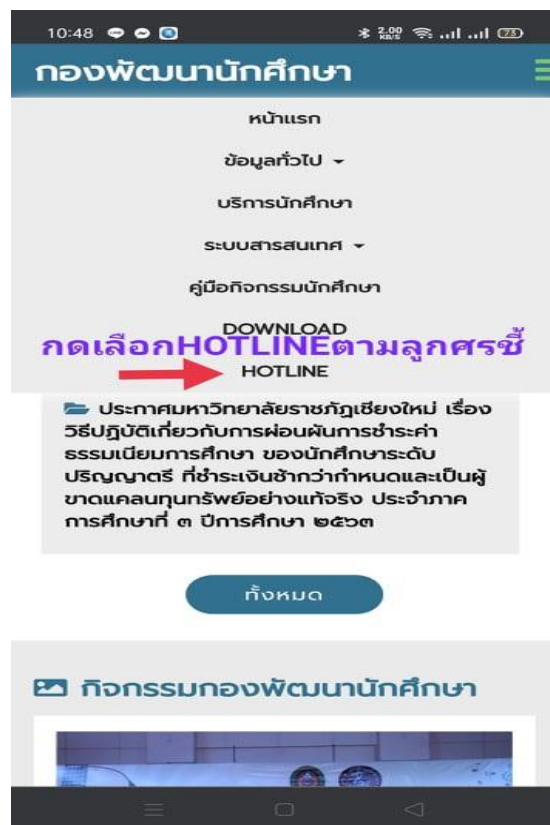 10:48
2.00 KB/S
73
กองพัฒนานักศึกษา
หน้าแรก
ข้อมูลทั่วไป
บริการนักศึกษา
ระบบสารสนเทศ
คู่มือกิจกรรมนักศึกษา
DOWNLOAD
กดเลือกHOTLINEตามลูกศรชี้
HOTLINE
ประกาศมหาวิทยาลัยราชภัฏเชียงใหม่ เรื่อง
วิธีปฏิบัติเกี่ยวกับการผ่อนผันการชำระค่า
ธรรมเนียมการศึกษา ของนักศึกษาระดับ
ปริญญาตรี ที่ชำระเงินช้ากว่ากำหนดและเป็นผู้
ขาดแคลนทุนทรัพย์อย่างแท้จริง ประจำภาค
การศึกษาที่ ๓ ปีการศึกษา ๒๕๖๓
ทั้งหมด
กิจกรรมกองพัฒนานักศึกษา